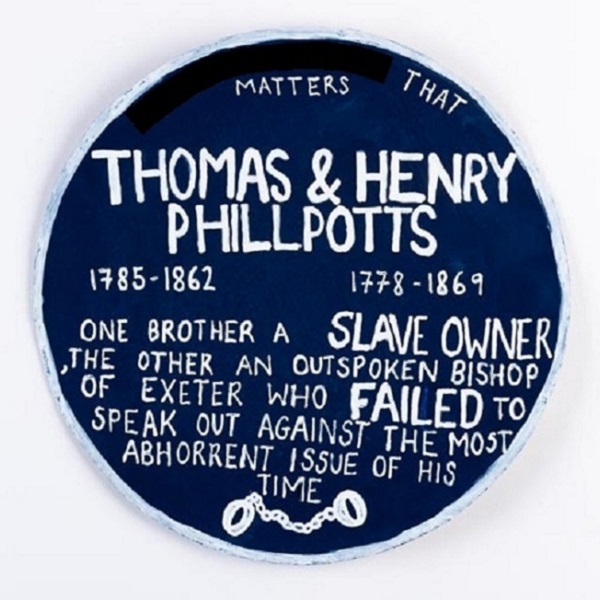 MATTERS THAT
THOMAS & HENRY
PHILLPOTTS
1785-1862 1778-1869
ONE BROTHER A SLAVE OWNER
,THE OTHER AN OUTSPOKEN BISHOP
OF EXETER WHO FAILED TO
SPEAK OUT AGAINST THE MOST
ABHORRENT ISSUE OF HIS
TIME